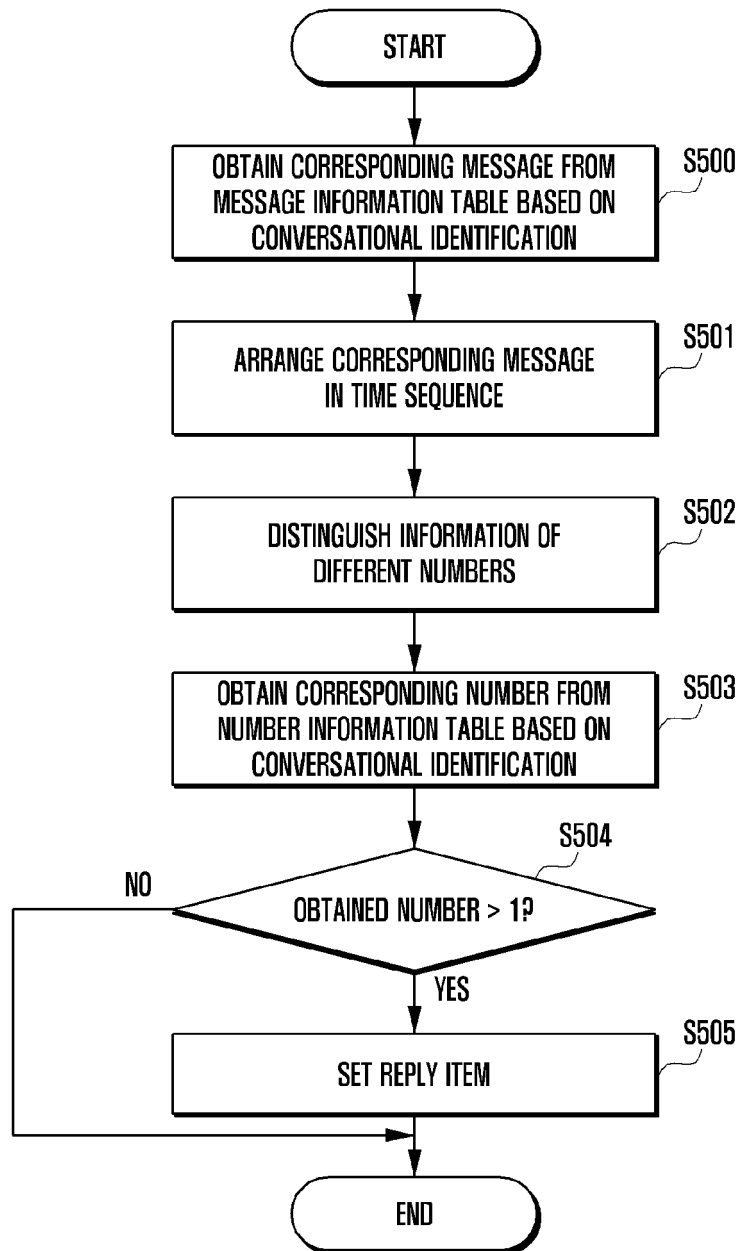 START
OBTAIN CORRESPONDING MESSAGE FROM
MESSAGE INFORMATION TABLE BASED ON
CONVERSATIONAL IDENTIFICATION
S500
ARRANGE CORRESPONDING MESSAGE
IN TIME SEQUENCE
S501
DISTINGUISH INFORMATION OF
DIFFERENT NUMBERS
S502
OBTAIN CORRESPONDING NUMBER FROM
NUMBER INFORMATION TABLE BASED ON
CONVERSATIONAL IDENTIFICATION
S503
S504
NO
OBTAINED NUMBER > 1?
YES
S505
SET REPLY ITEM
END